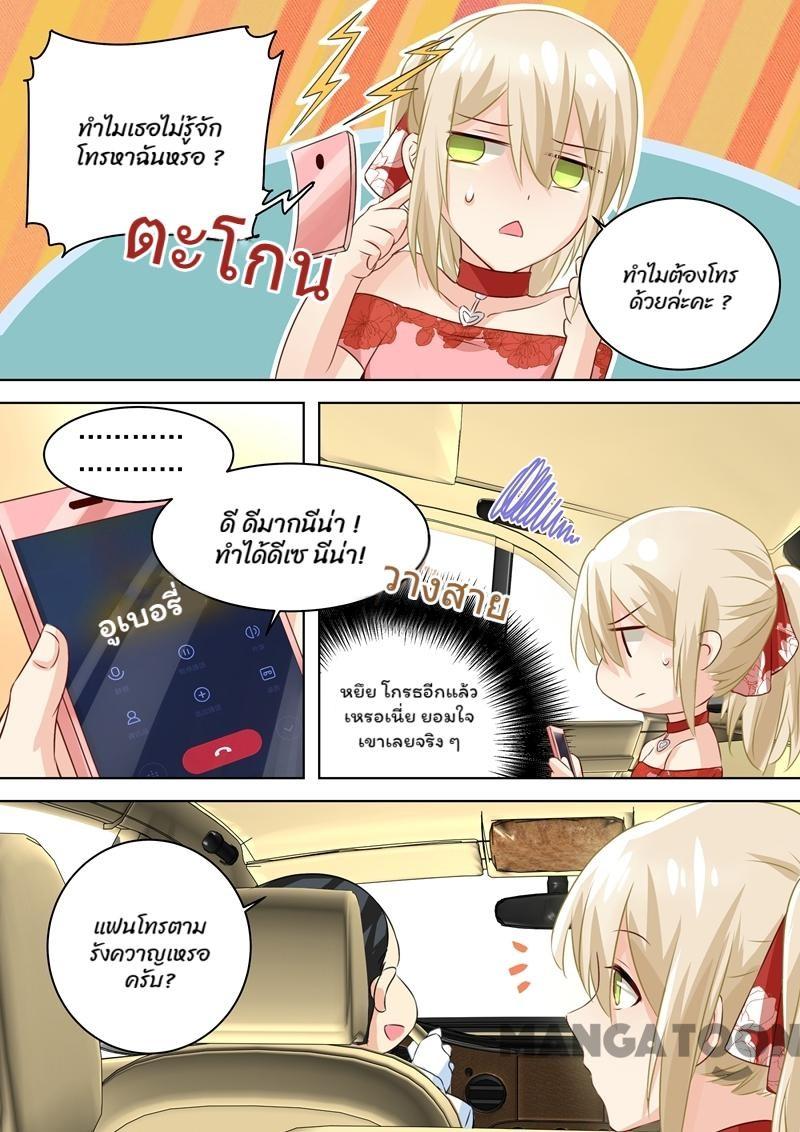 ทำไมเธอไม่รู้จัก
โทรหาฉันหรอ ?
ตะโกน
ทำไมต้องโทร
ด้วยล่ะคะ ?
.............
.............
ดี ดีมากนีน่า !
ทำได้ดีเซ นีน่า!
อูเบอรี่
วางสาย
หยึย โกรธอีกแล้ว
เหรอเนี่ย ยอมใจ
เขาเลยจริง ๆ
แฟนโทรตาม
รังควาญเหรอ
ครับ?
MANGATOON